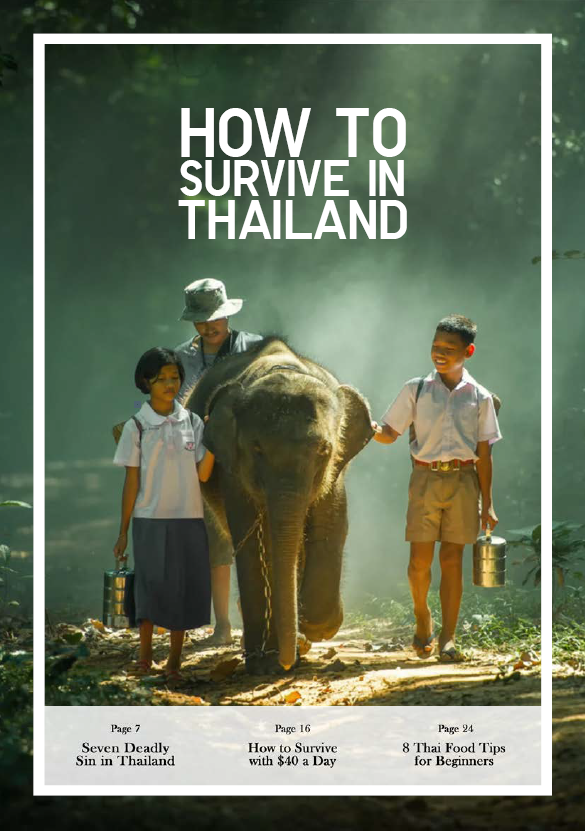 HOW TO
SURVIVE IN
THAILAND
Page 7
Seven Deadly
Sin in Thailand
Page 16
How to Survive
with $40 a Day
Page 24
8 Thai Food Tips
for Beginners